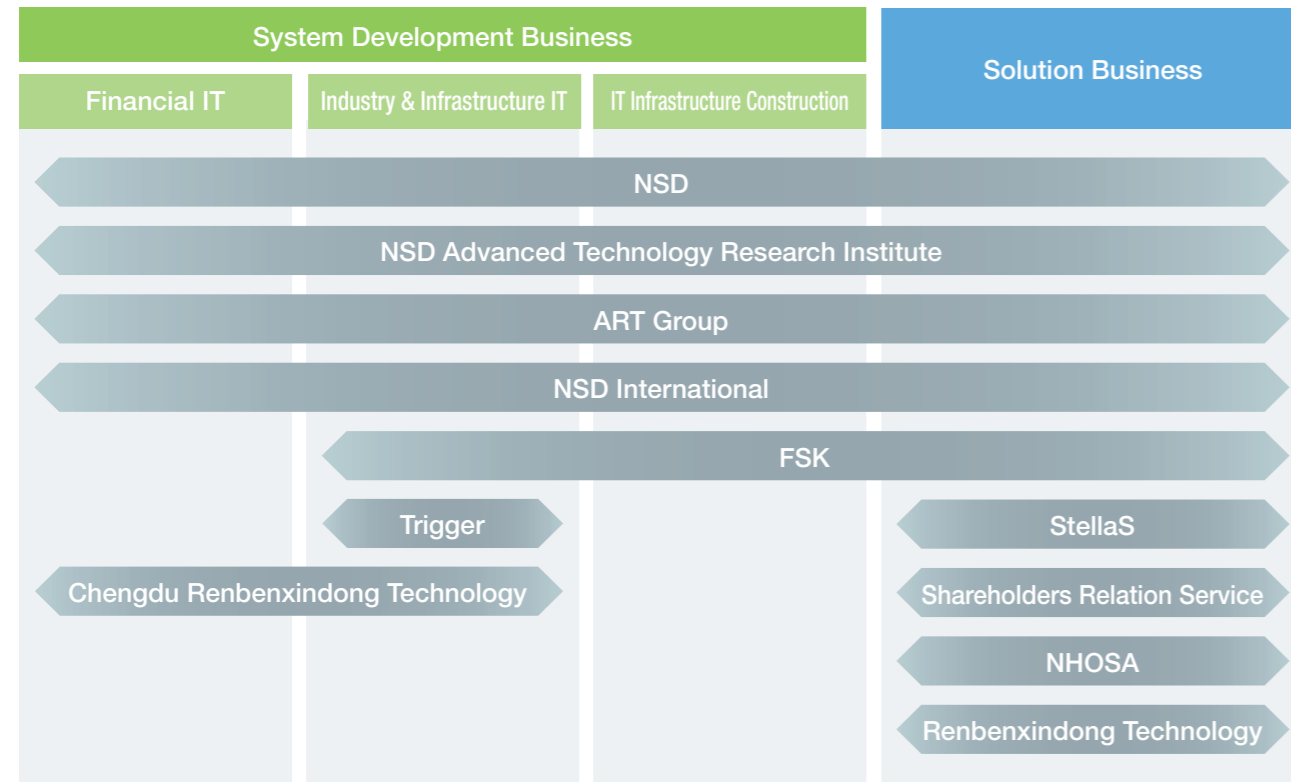 System Development Business
Solution Business
Financial IT
Industry & Infrastructure IT
IT Infrastructure Construction
NSD
NSD Advanced Technology Research Institute
ART Group
NSD International
FSK
Trigger
StellaS
Chengdu Renbenxindong Technology
Shareholders Relation Service
NHOSA
Renbenxindong Technology